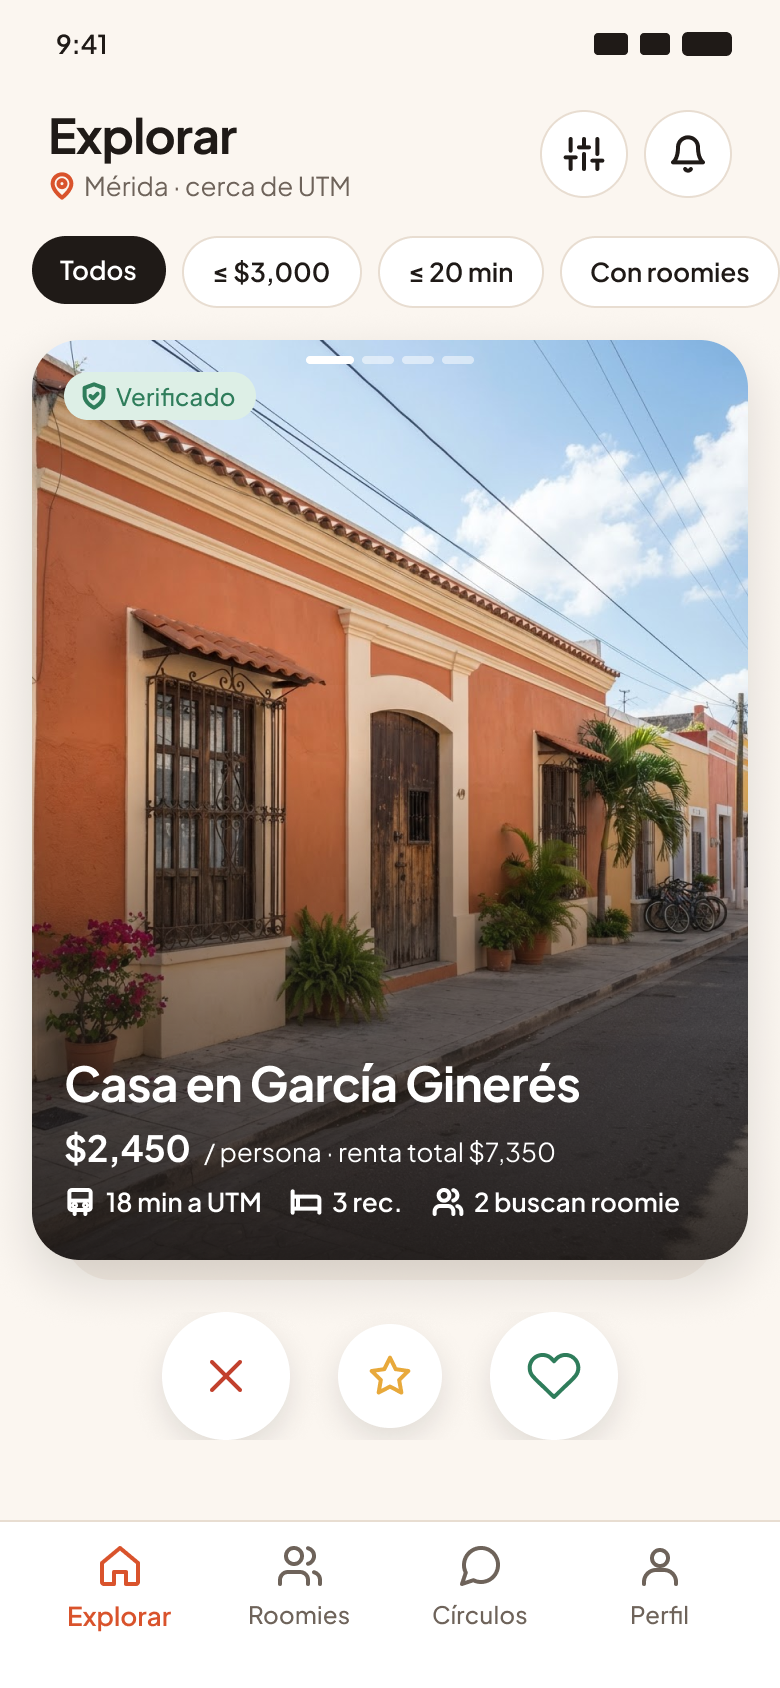 9:41
Explorar
Mérida · cerca de UTM
Todos
≤ $3,000
≤ 20 min
Con roomies
Verificado
Casa en García Ginerés
$2,450 / persona · renta total $7,350
18 min a UTM
3 rec.
2 buscan roomie
Explorar
Roomies
Círculos
Perfil